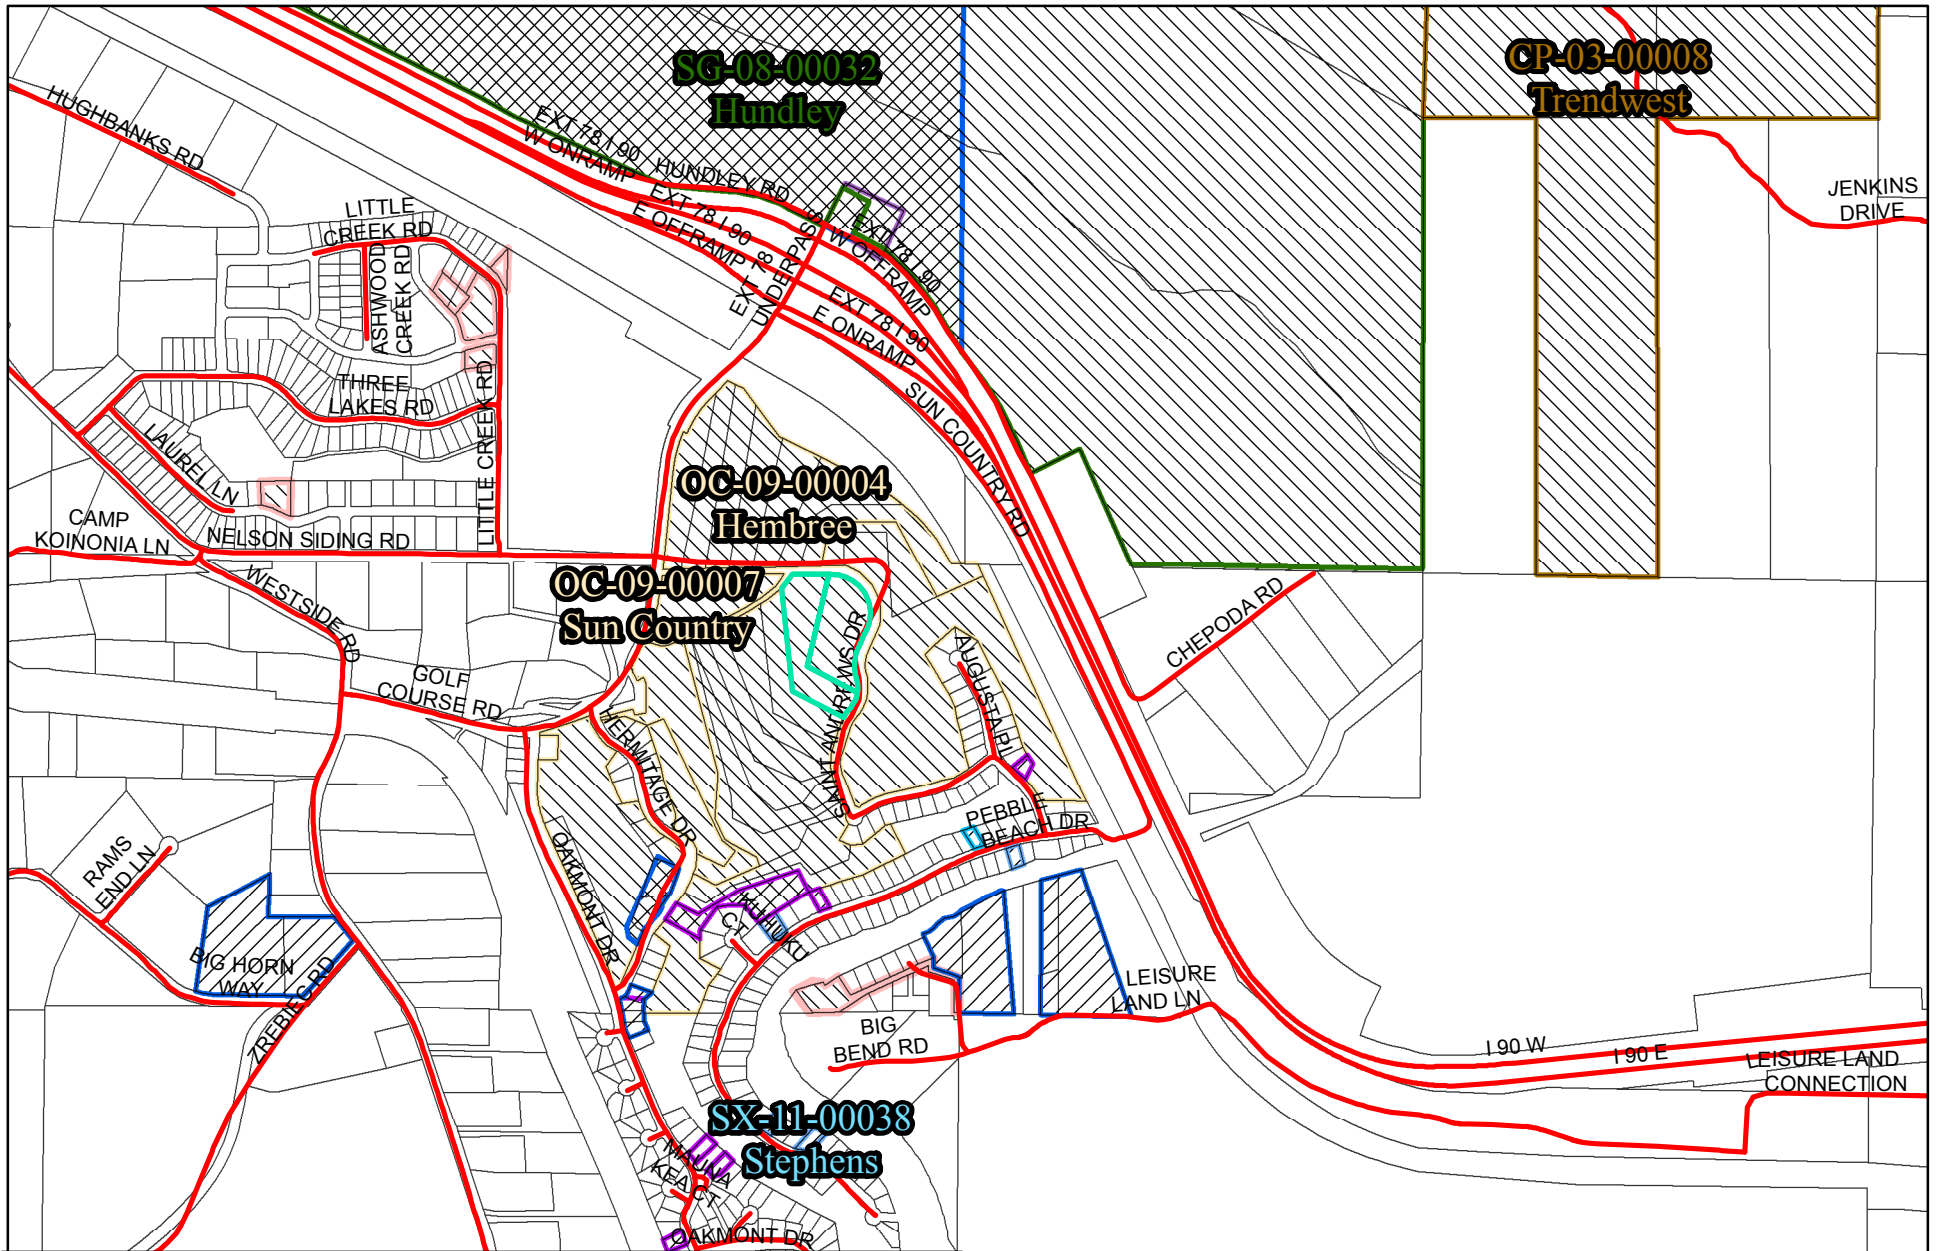 SG-08-00032
Hundley
CP-03-00008
Trendwest
HUGHBANKS RD
EXT 78 I 90
W ONRAMP
HUNDLEY RD
EXT 78 I 90
E OFFRAMP
EXT 78 I 90
W OFFRAMP
EXT 78
UNDERPASS
EXT 78 I 90
E ONRAMP
JENKINS
DRIVE
LITTLE
CREEK RD
ASHWOOD
CREEK RD
THREE
LAKES RD
LITTLE CREEK RD
LAUREL LN
SUN COUNTRY RD
OC-09-00004
Hembree
CAMP
KOINONIA LN
NELSON SIDING RD
OC-09-00007
Sun Country
WESTSIDE RD
GOLF
COURSE RD
CHEPODA RD
SAINT ANDREWS DR
AUGUSTA PL
HERMITAGE DR
PEBBLE
BEACH DR
OAKMONT DR
RAMS
END LN
KUHUKU
CT
BIG HORN
WAY
ZREBIEC RD
LEISURE
LAND LN
BIG
BEND RD
I 90 W
I 90 E
LEISURE LAND
CONNECTION
SX-11-00038
Stephens
MAUNA
KEA CT
OAKMONT DR